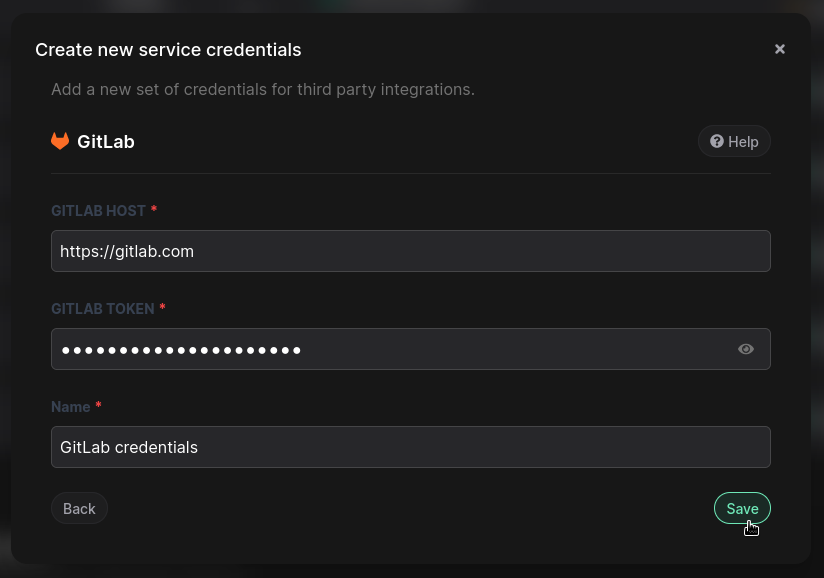 Create new service credentials
×
Add a new set of credentials for third party integrations.
GitLab
Help
GITLAB HOST *
https://gitlab.com
GITLAB TOKEN *
●●●●●●●●●●●●●●●●●●●●●
Name *
GitLab credentials
Back
Save